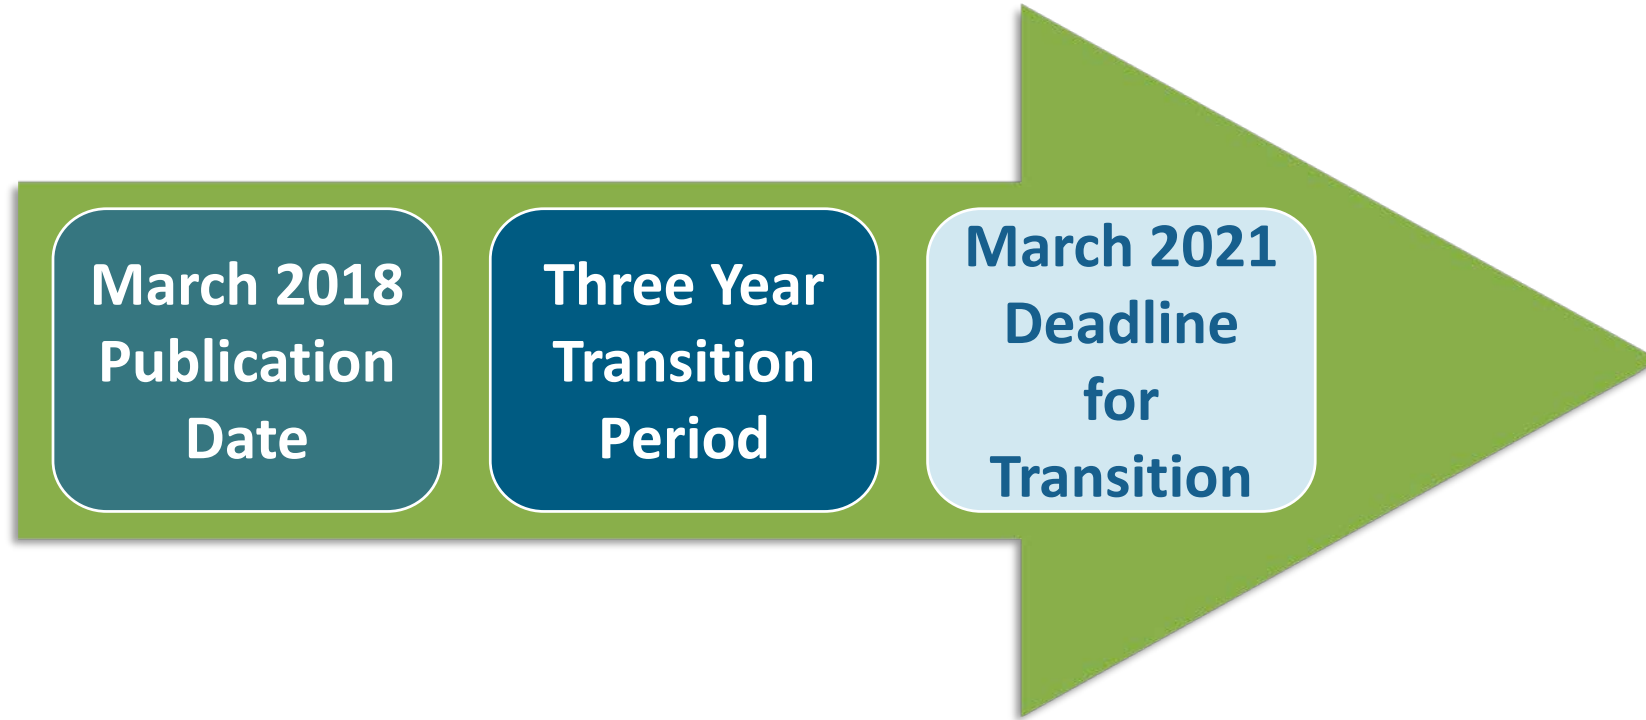 March 2018
Publication
Date
Three Year
Transition
Period
March 2021
Deadline
for
Transition